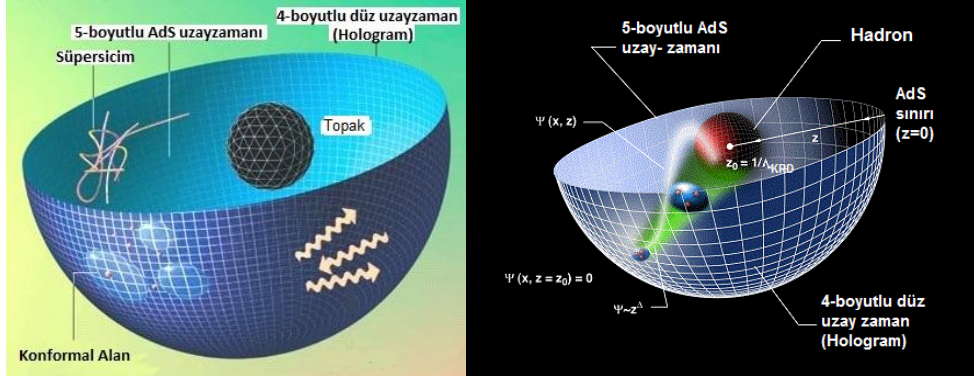 4-boyutlu düz uzayzaman
(Hologram)
5-boyutlu AdS uzayzamanı
Süpersicim
Topak
Konformal Alan
5-boyutlu AdS
uzay- zamanı
Hadron
AdS
sınırı
(z=0)
Ψ (x, z)
z
z₀ = 1/Λ_KRD
Ψ (x, z = z₀) = 0
Ψ~z^Δ
4-boyutlu düz
uzay zaman
(Hologram)